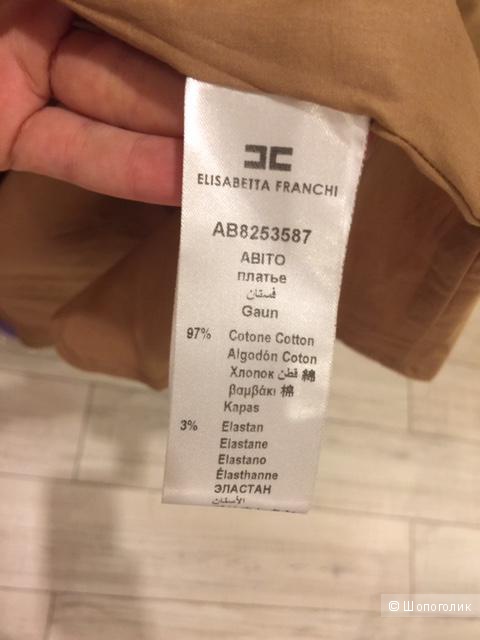 ELISABETTA FRANCHI
AB8253587
ABITO
платье
فستان
Gaun
97% Cotone Cotton
Algodón Coton
Хлопок قطن 綿
βαμβάκι 棉
Kapas
3% Elastan
Elastane
Elastano
Élasthanne
ЭЛАСТАН
الأسفان
© Шопоголик